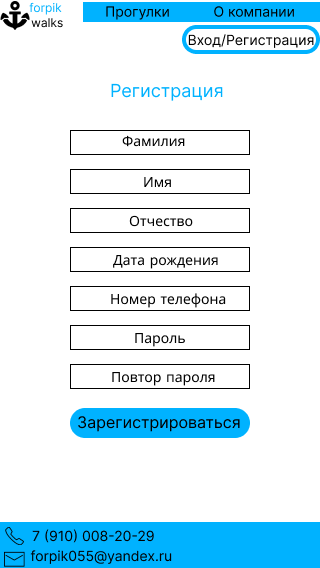 forpik
walks
Прогулки О компании
Вход/Регистрация
Регистрация
Фамилия
Имя
Отчество
Дата рождения
Номер телефона
Пароль
Повтор пароля
Зарегистрироваться
7 (910) 008-20-29
forpik055@yandex.ru